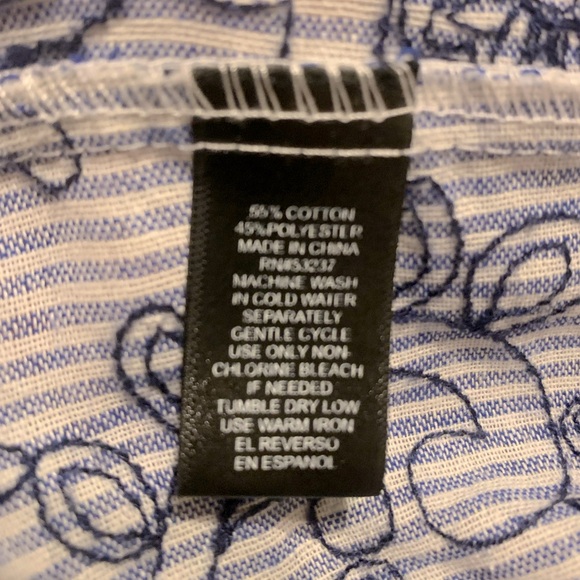 55% COTTON
45%POLYESTER
MADE IN CHINA
RN#53237
MACHINE WASH
IN COLD WATER
SEPARATELY
GENTLE CYCLE
USE ONLY NON-
CHLORINE BLEACH
IF NEEDED
TUMBLE DRY LOW
USE WARM IRON
EL REVERSO
EN ESPANOL